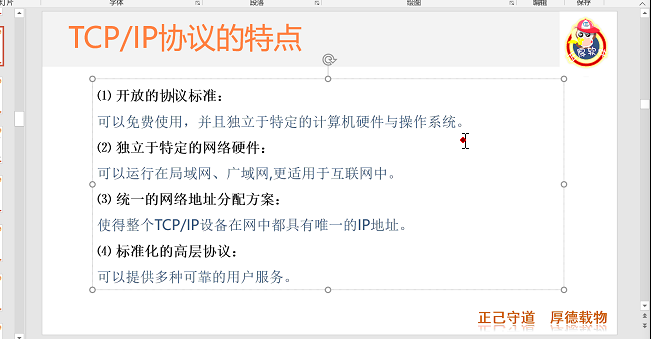 字体
段落
绘图
编辑
保存
TCP/IP协议的特点
⑴ 开放的协议标准：
可以免费使用，并且独立于特定的计算机硬件与操作系统。
⑵ 独立于特定的网络硬件：
可以运行在局域网、广域网,更适用于互联网中。
⑶ 统一的网络地址分配方案：
使得整个TCP/IP设备在网中都具有唯一的IP地址。
⑷ 标准化的高层协议：
可以提供多种可靠的用户服务。
正己守道 厚德载物